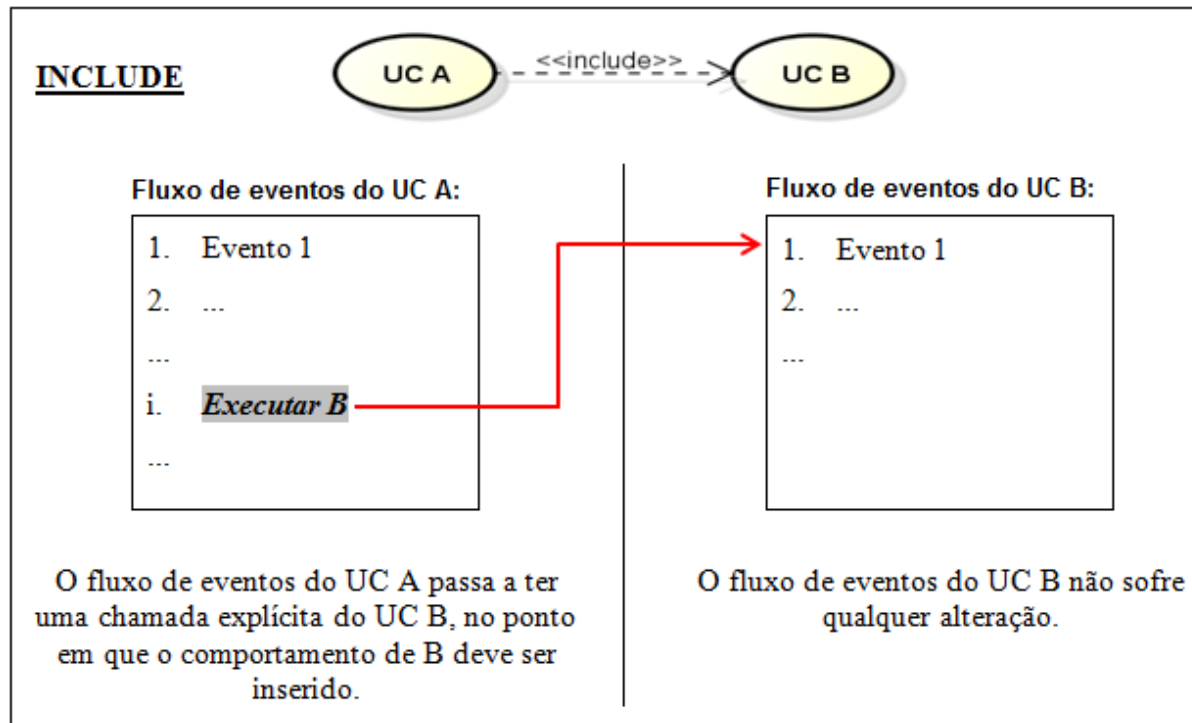 INCLUDE
UC A
<<include>>
UC B
Fluxo de eventos do UC A:
1. Evento 1
2. ...
...
i. Executar B
...
O fluxo de eventos do UC A passa a ter
uma chamada explícita do UC B, no ponto
em que o comportamento de B deve ser
inserido.
Fluxo de eventos do UC B:
1. Evento 1
2. ...
...
O fluxo de eventos do UC B não sofre
qualquer alteração.